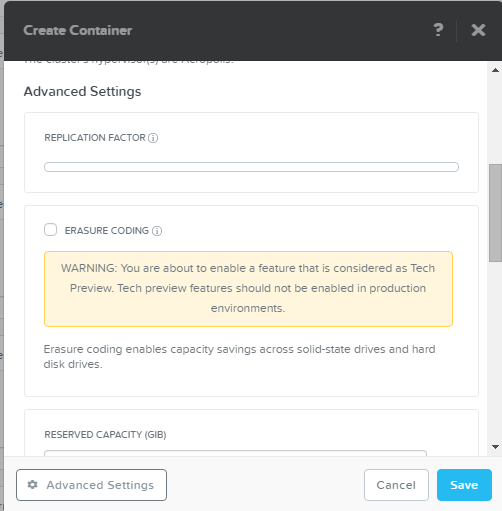 Create Container
?
The cluster's hypervisor(s) are Acropolis.
Advanced Settings
REPLICATION FACTOR
ERASURE CODING
WARNING: You are about to enable a feature that is considered as Tech
Preview. Tech preview features should not be enabled in production
environments.
Erasure coding enables capacity savings across solid-state drives and hard
disk drives.
RESERVED CAPACITY (GIB)
Advanced Settings
Cancel
Save